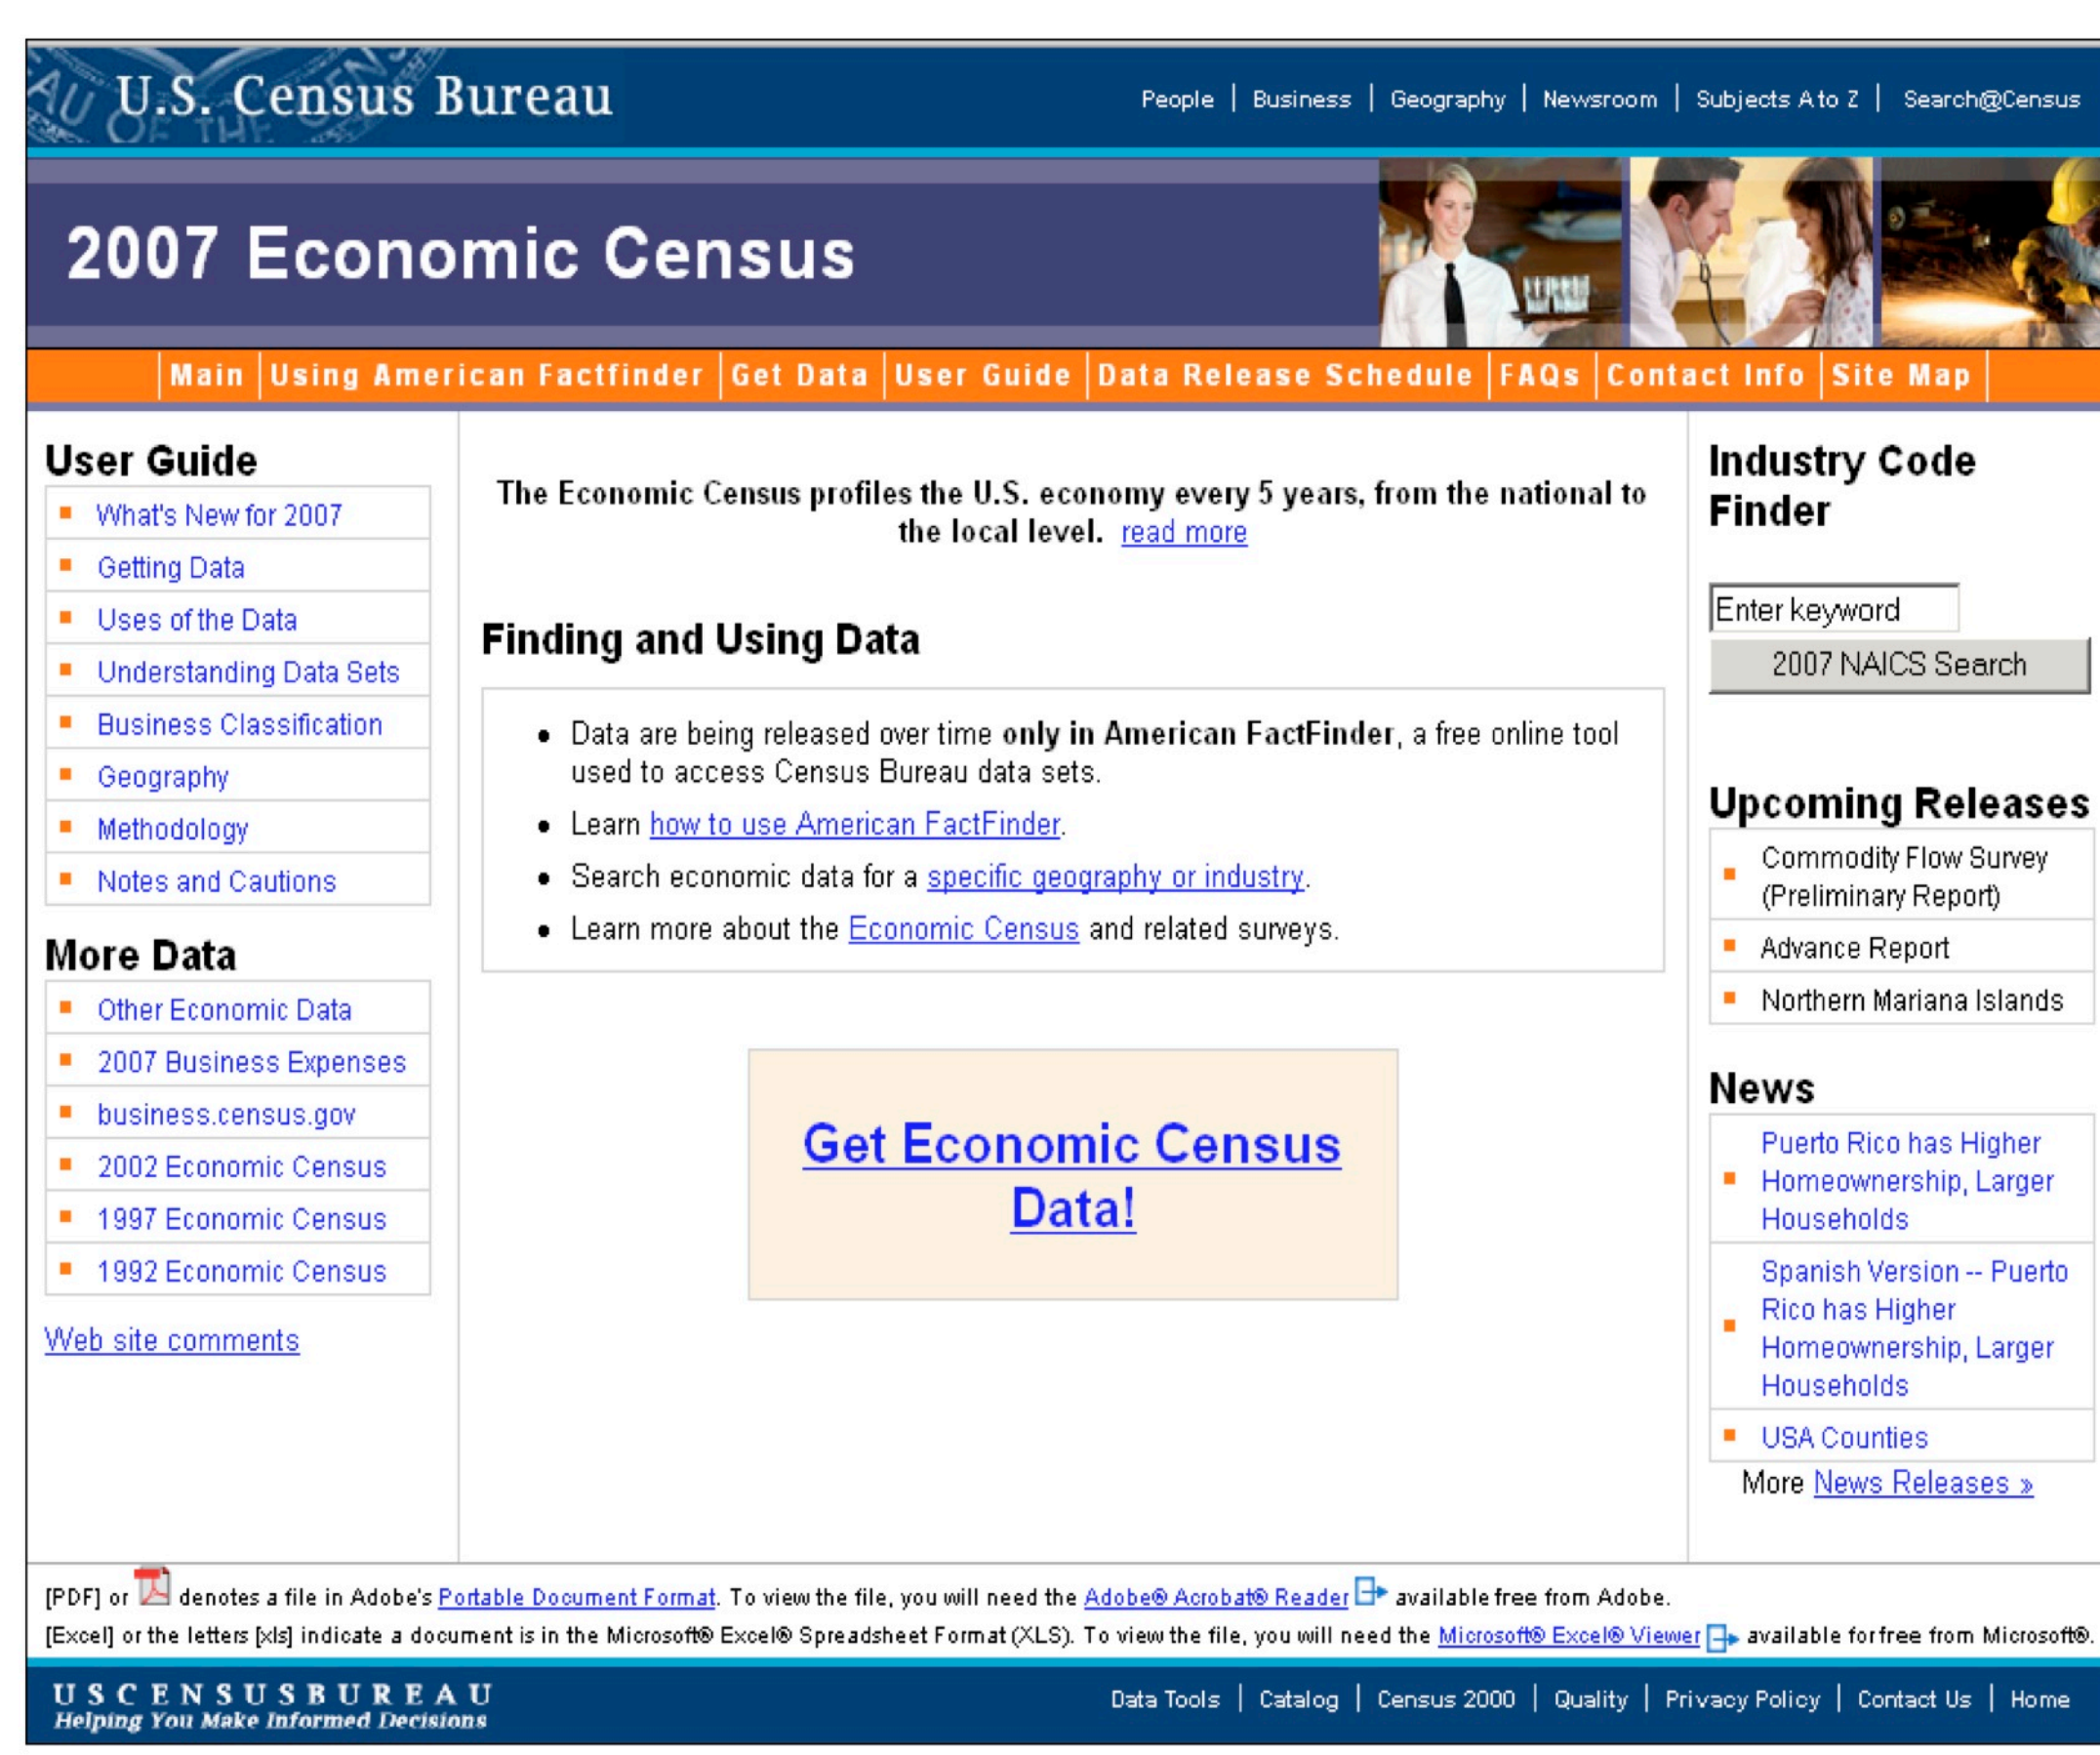 U.S. Census Bureau
People | Business | Geography | Newsroom | Subjects A to Z | Search@Census
2007 Economic Census
Main | Using American Factfinder | Get Data | User Guide | Data Release Schedule | FAQs | Contact Info | Site Map
User Guide
What's New for 2007
Getting Data
Uses of the Data
Understanding Data Sets
Business Classification
Geography
Methodology
Notes and Cautions
More Data
Other Economic Data
2007 Business Expenses
business.census.gov
2002 Economic Census
1997 Economic Census
1992 Economic Census
Web site comments
The Economic Census profiles the U.S. economy every 5 years, from the national to
the local level. read more
Finding and Using Data
• Data are being released over time only in American FactFinder, a free online tool
used to access Census Bureau data sets.
• Learn how to use American FactFinder.
• Search economic data for a specific geography or industry.
• Learn more about the Economic Census and related surveys.
Get Economic Census
Data!
Industry Code
Finder
Enter keyword
2007 NAICS Search
Upcoming Releases
Commodity Flow Survey
(Preliminary Report)
Advance Report
Northern Mariana Islands
News
Puerto Rico has Higher
Homeownership, Larger
Households
Spanish Version -- Puerto
Rico has Higher
Homeownership, Larger
Households
USA Counties
More News Releases »
[PDF] or denotes a file in Adobe's Portable Document Format. To view the file, you will need the Adobe® Acrobat® Reader available free from Adobe.
[Excel] or the letters [xls] indicate a document is in the Microsoft® Excel® Spreadsheet Format (XLS). To view the file, you will need the Microsoft® Excel® Viewer available for free from Microsoft®.
USCENSUSBUREAU
Helping You Make Informed Decisions
Data Tools | Catalog | Census 2000 | Quality | Privacy Policy | Contact Us | Home